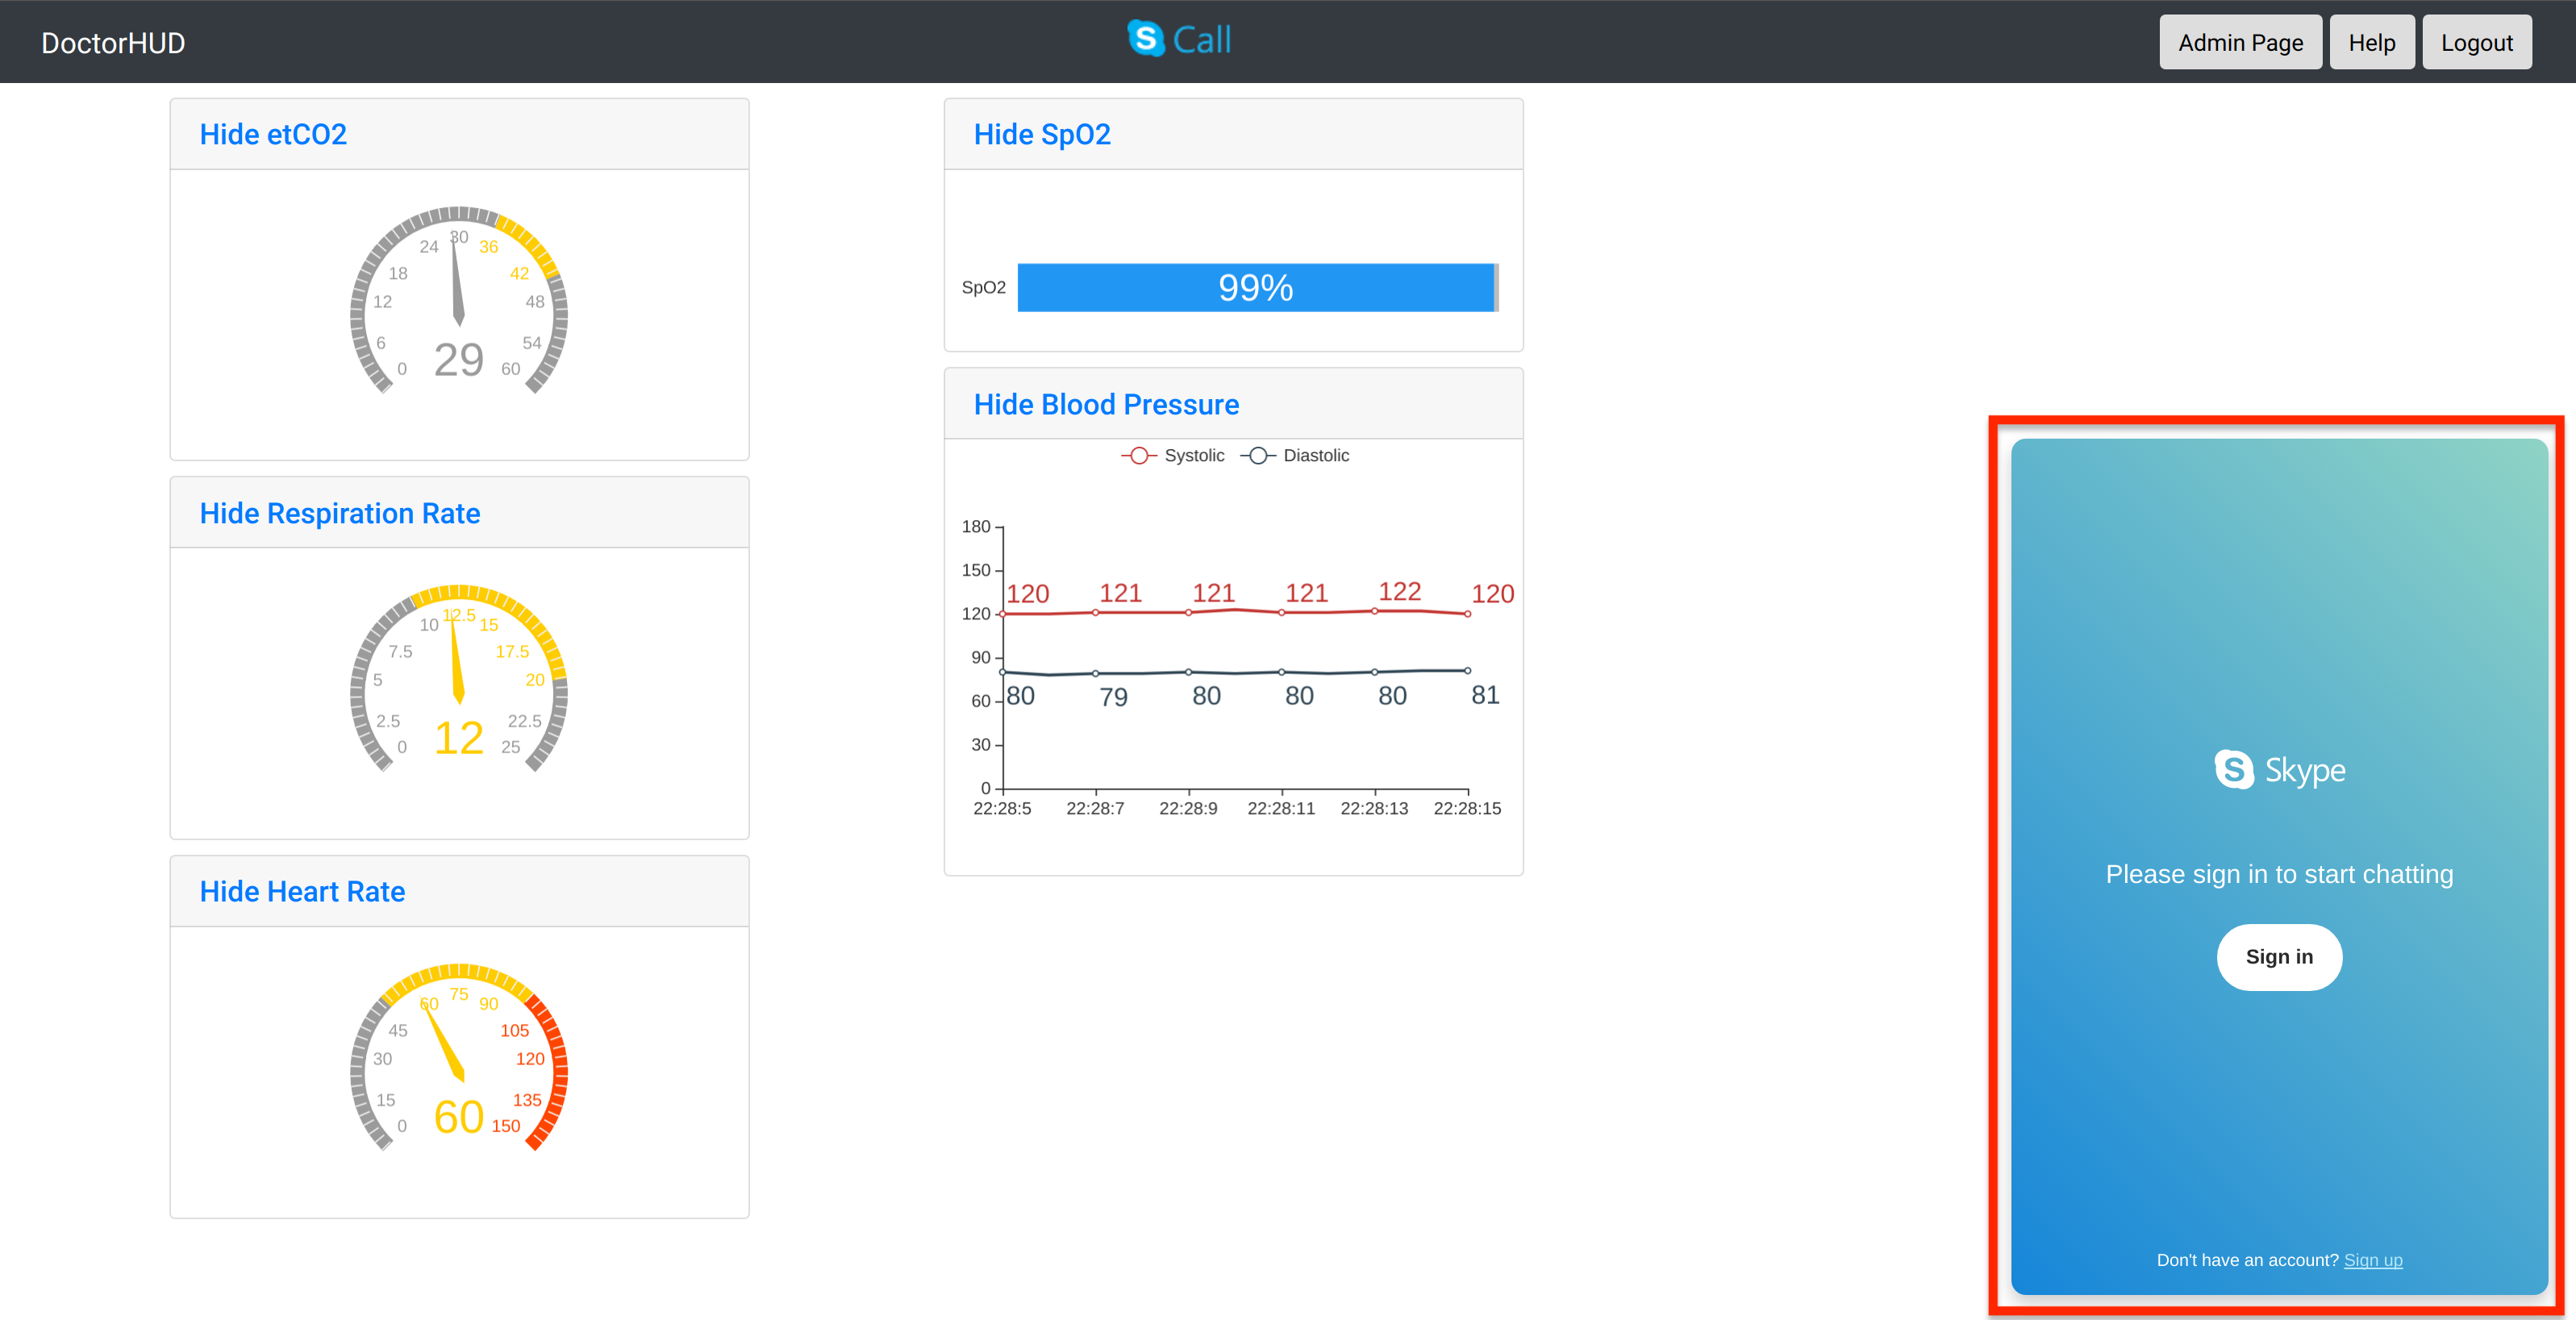 DoctorHUD
S Call
Admin Page Help Logout
Hide etCO2
0 6 12 18 24 30 36 42 48 54 60
29
Hide Respiration Rate
0 2.5 5 7.5 10 12.5 15 17.5 20 22.5 25
12
Hide Heart Rate
0 15 30 45 60 75 90 105 120 135 150
60
Hide SpO2
SpO2 99%
Hide Blood Pressure
Systolic Diastolic
180
150
120
90
60
30
0
120 121 121 121 122 120
80 79 80 80 80 81
22:28:5 22:28:7 22:28:9 22:28:11 22:28:13 22:28:15
S Skype
Please sign in to start chatting
Sign in
Don't have an account? Sign up